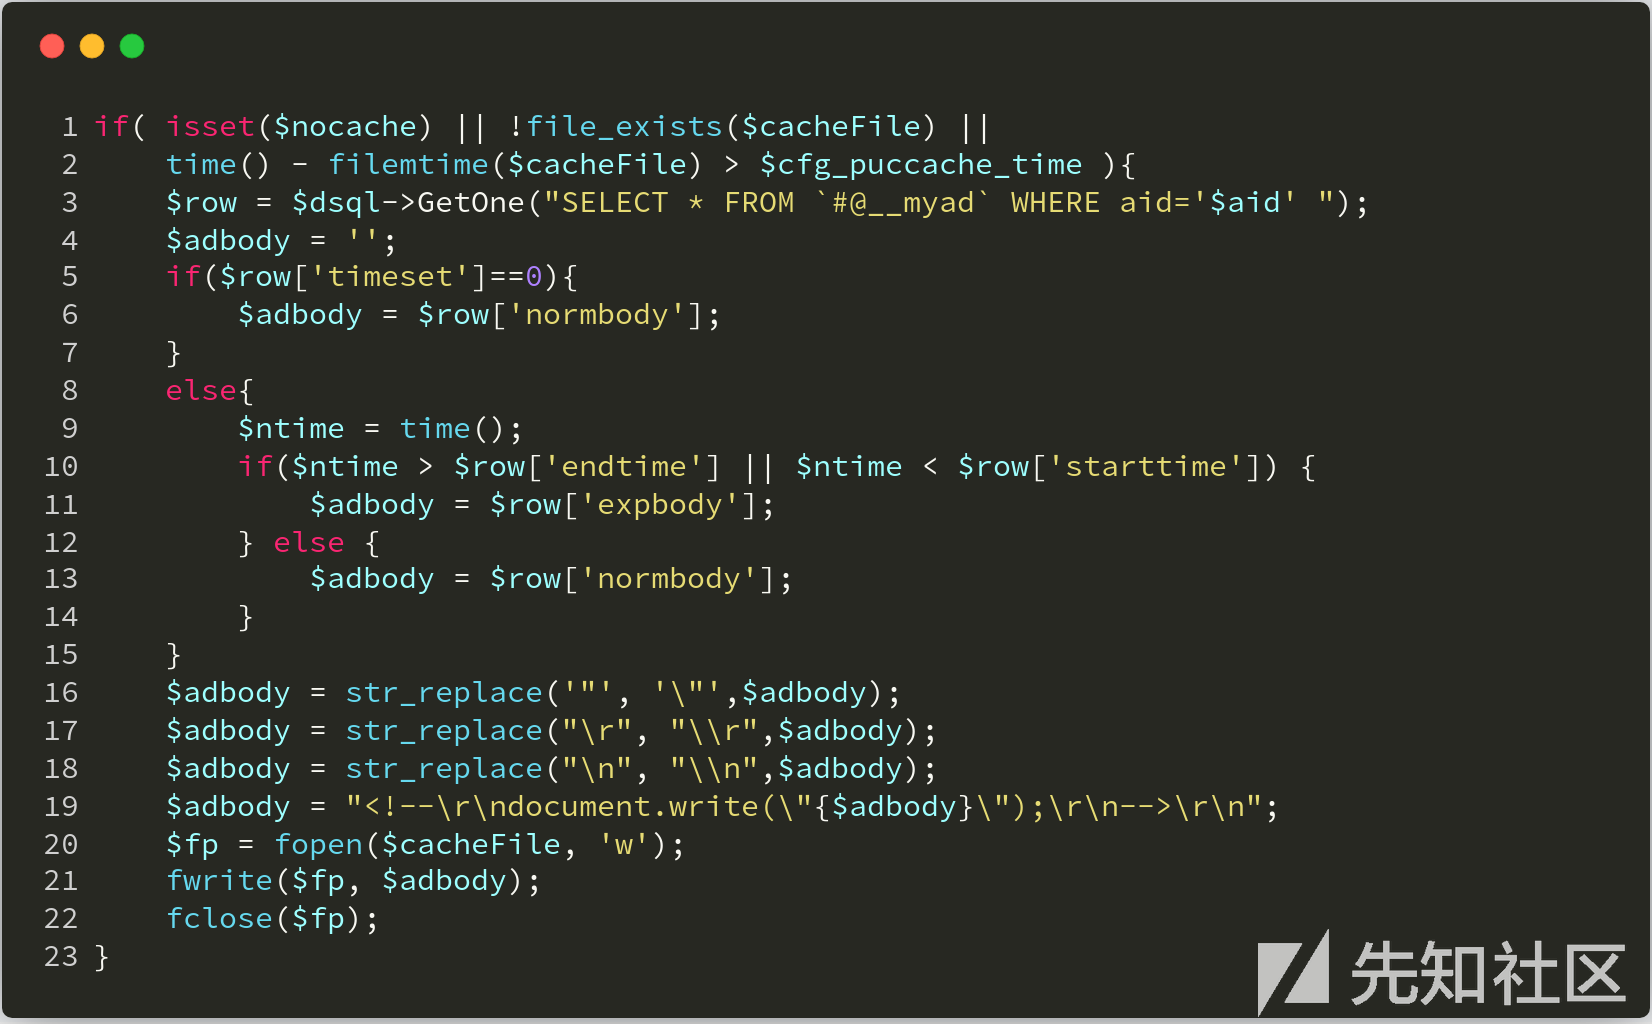 1 if( isset($nocache) || !file_exists($cacheFile) ||
2     time() - filemtime($cacheFile) > $cfg_puccache_time ){
3     $row = $dsql->GetOne("SELECT * FROM `#@__myad` WHERE aid='$aid' ");
4     $adbody = '';
5     if($row['timeset']==0){
6         $adbody = $row['normbody'];
7     }
8     else{
9         $ntime = time();
10         if($ntime > $row['endtime'] || $ntime < $row['starttime']) {
11             $adbody = $row['expbody'];
12         } else {
13             $adbody = $row['normbody'];
14         }
15     }
16     $adbody = str_replace('"', '\"',$adbody);
17     $adbody = str_replace("\r", "\\r",$adbody);
18     $adbody = str_replace("\n", "\\n",$adbody);
19     $adbody = "<!--\r\ndocument.write(\"{$adbody}\");\r\n-->\r\n";
20     $fp = fopen($cacheFile, 'w');
21     fwrite($fp, $adbody);
22     fclose($fp);
23 }
先知社区